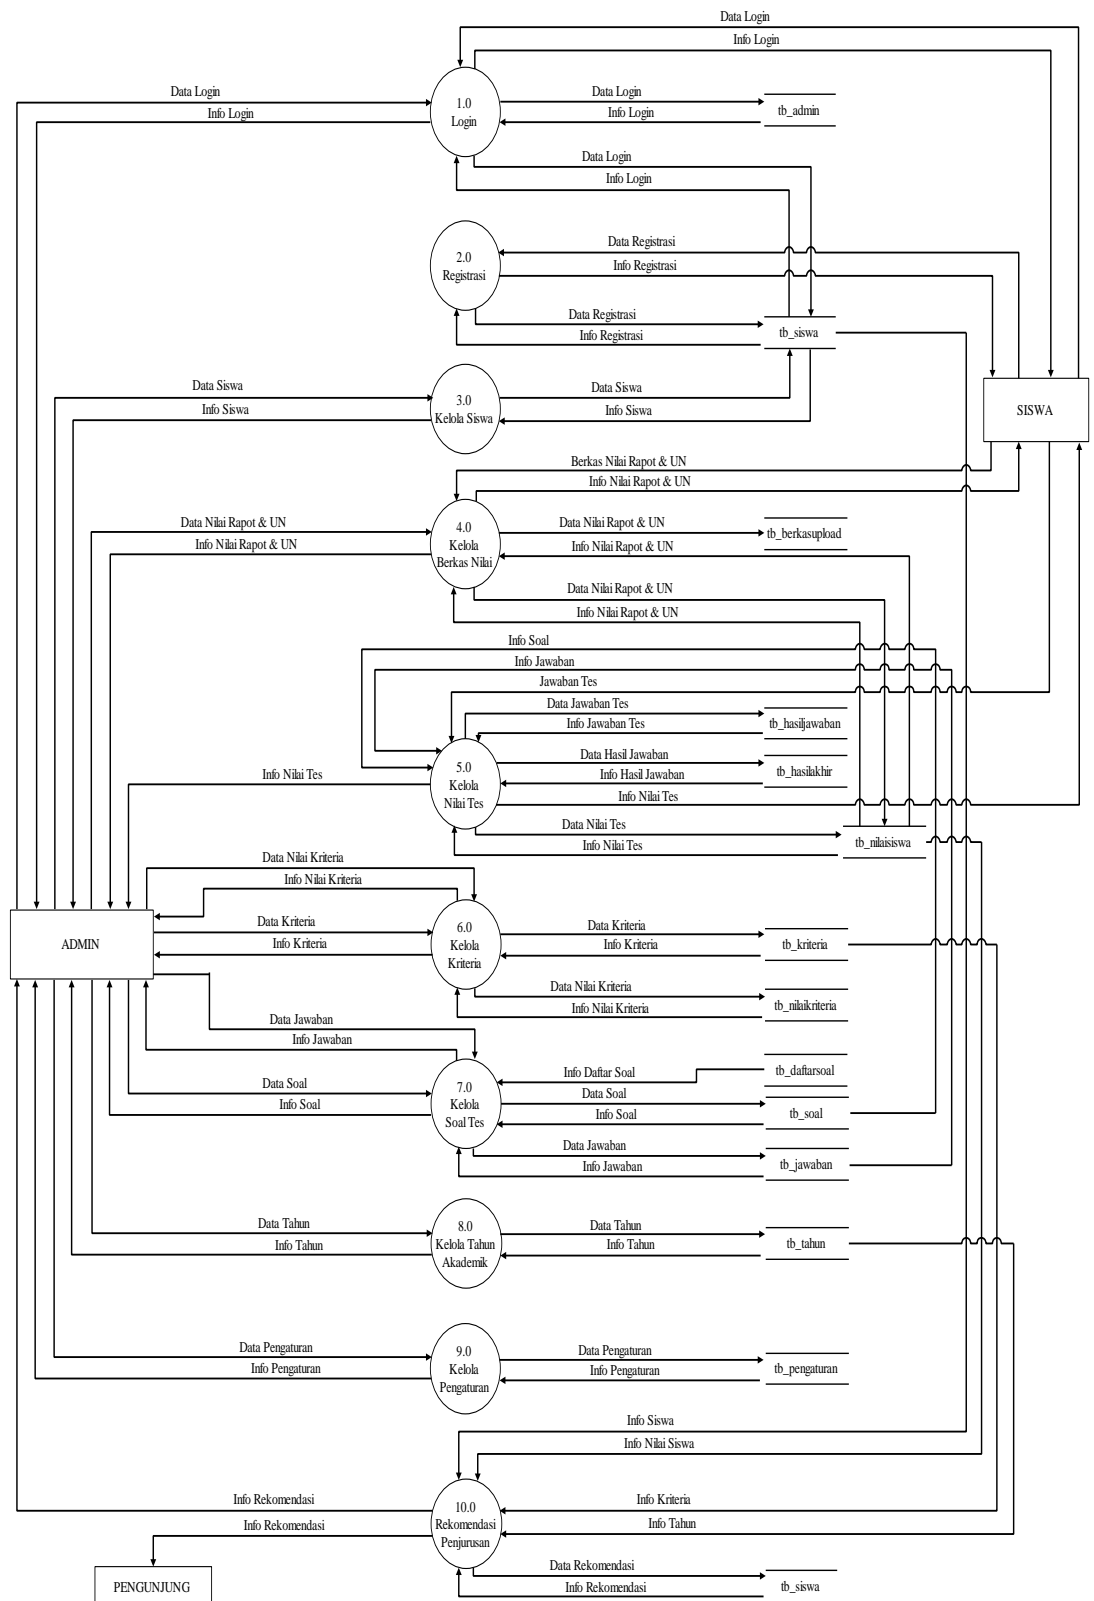 Data Login
Info Login
Data Login
Info Login
1.0
Login
Data Login
Info Login
tb_admin
Data Login
Info Login
2.0
Registrasi
Data Registrasi
Info Registrasi
Data Registrasi
Info Registrasi
tb_siswa
Data Siswa
Info Siswa
3.0
Kelola Siswa
Data Siswa
Info Siswa
SISWA
Berkas Nilai Rapot & UN
Info Nilai Rapot & UN
Data Nilai Rapot & UN
Info Nilai Rapot & UN
4.0
Kelola
Berkas Nilai
Data Nilai Rapot & UN
Info Nilai Rapot & UN
tb_berkasupload
Data Nilai Rapot & UN
Info Nilai Rapot & UN
Info Soal
Info Jawaban
Jawaban Tes
Data Jawaban Tes
Info Jawaban Tes
tb_hasiljawaban
Info Nilai Tes
5.0
Kelola
Nilai Tes
Data Hasil Jawaban
Info Hasil Jawaban
tb_hasilakhir
Info Nilai Tes
Data Nilai Tes
Info Nilai Tes
tb_nilaisiswa
Data Nilai Kriteria
Info Nilai Kriteria
ADMIN
Data Kriteria
Info Kriteria
6.0
Kelola
Kriteria
Data Kriteria
Info Kriteria
tb_kriteria
Data Nilai Kriteria
Info Nilai Kriteria
tb_nilaikriteria
Data Jawaban
Info Jawaban
Data Soal
Info Soal
7.0
Kelola
Soal Tes
Info Daftar Soal
tb_daftarsoal
Data Soal
Info Soal
tb_soal
Data Jawaban
Info Jawaban
tb_jawaban
Data Tahun
Info Tahun
8.0
Kelola Tahun
Akademik
Data Tahun
Info Tahun
tb_tahun
Data Pengaturan
Info Pengaturan
9.0
Kelola
Pengaturan
Data Pengaturan
Info Pengaturan
tb_pengaturan
Info Siswa
Info Nilai Siswa
Info Rekomendasi
Info Rekomendasi
10.0
Rekomendasi
Penjurusan
Info Kriteria
Info Tahun
Data Rekomendasi
Info Rekomendasi
tb_siswa
PENGUNJUNG